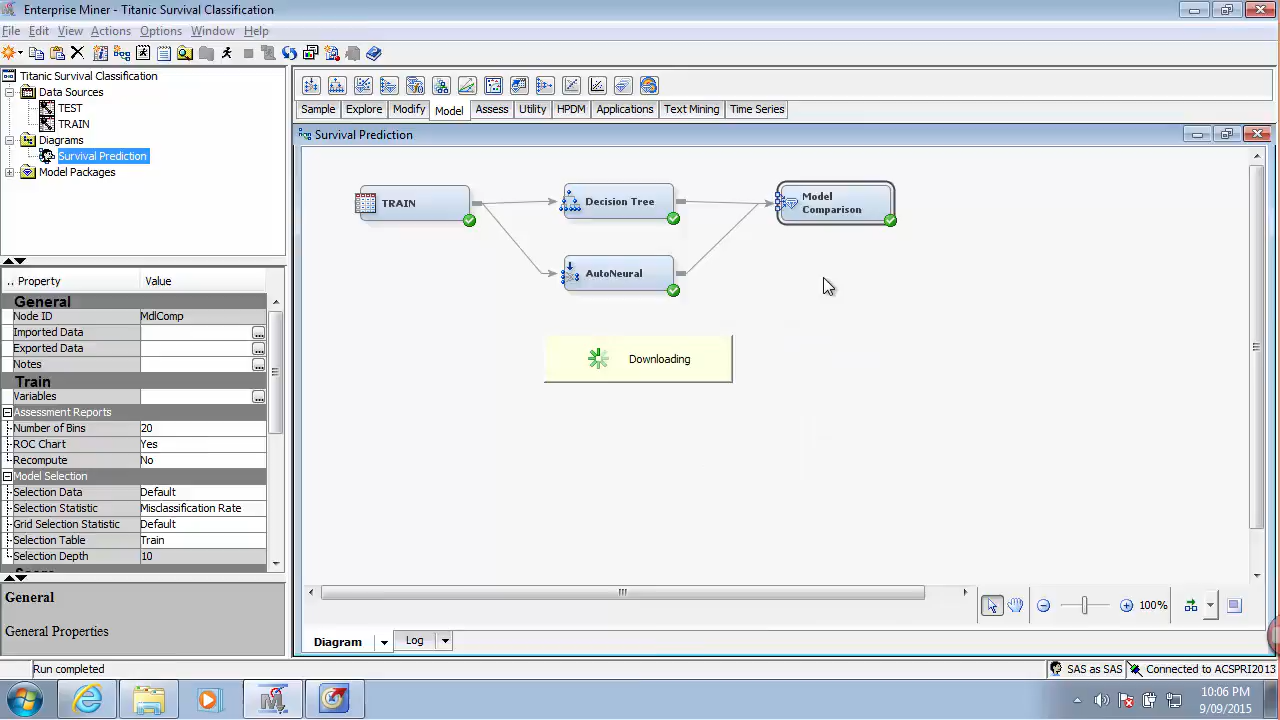 Enterprise Miner - Titanic Survival Classification
File Edit View Actions Options Window Help
Titanic Survival Classification
Data Sources
TEST
TRAIN
Diagrams
Survival Prediction
Model Packages
Sample Explore Modify Model Assess Utility HPDM Applications Text Mining Time Series
Survival Prediction
TRAIN
Decision Tree
Model
Comparison
AutoNeural
Downloading
.. Property Value
General
Node ID MdlComp
Imported Data ...
Exported Data ...
Notes ...
Train
Variables ...
Assessment Reports
Number of Bins 20
ROC Chart Yes
Recompute No
Model Selection
Selection Data Default
Selection Statistic Misclassification Rate
Grid Selection Statistic Default
Selection Table Train
Selection Depth 10
General
General Properties
100%
Diagram Log
Run completed
SAS as SAS Connected to ACSPRI2013
10:06 PM
9/09/2015